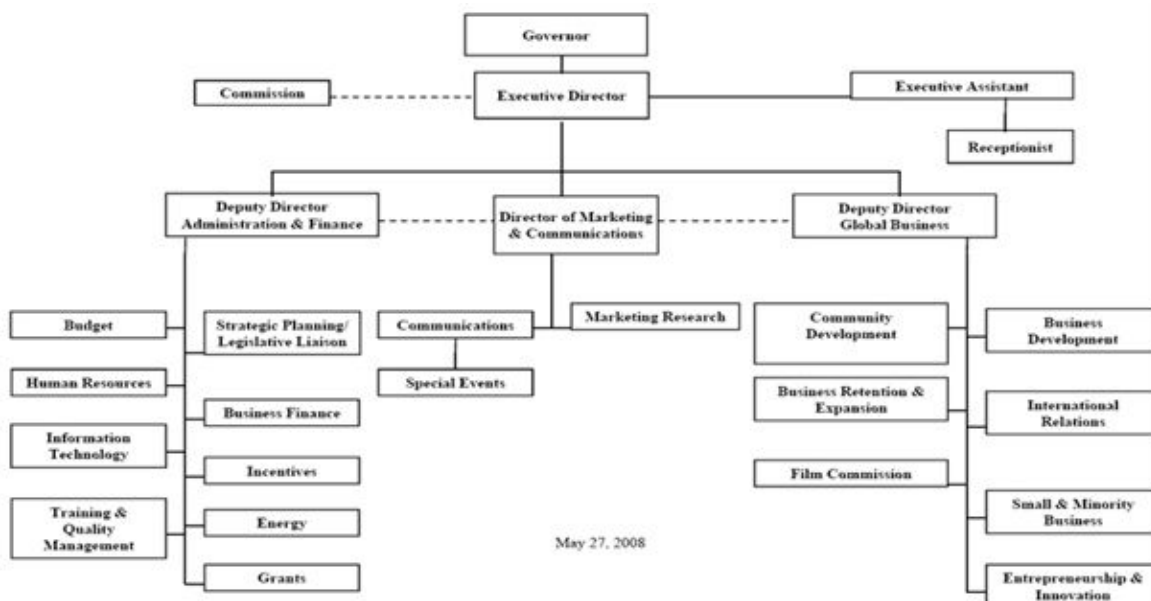 Governor
Commission
Executive Director
Executive Assistant
Receptionist
Deputy Director
Administration & Finance
Director of Marketing
& Communications
Deputy Director
Global Business
Budget
Strategic Planning/
Legislative Liaison
Human Resources
Business Finance
Information
Technology
Incentives
Training &
Quality
Management
Energy
Grants
Communications
Marketing Research
Special Events
Community
Development
Business
Development
Business Retention &
Expansion
International
Relations
Film Commission
Small & Minority
Business
Entrepreneurship &
Innovation
May 27, 2008